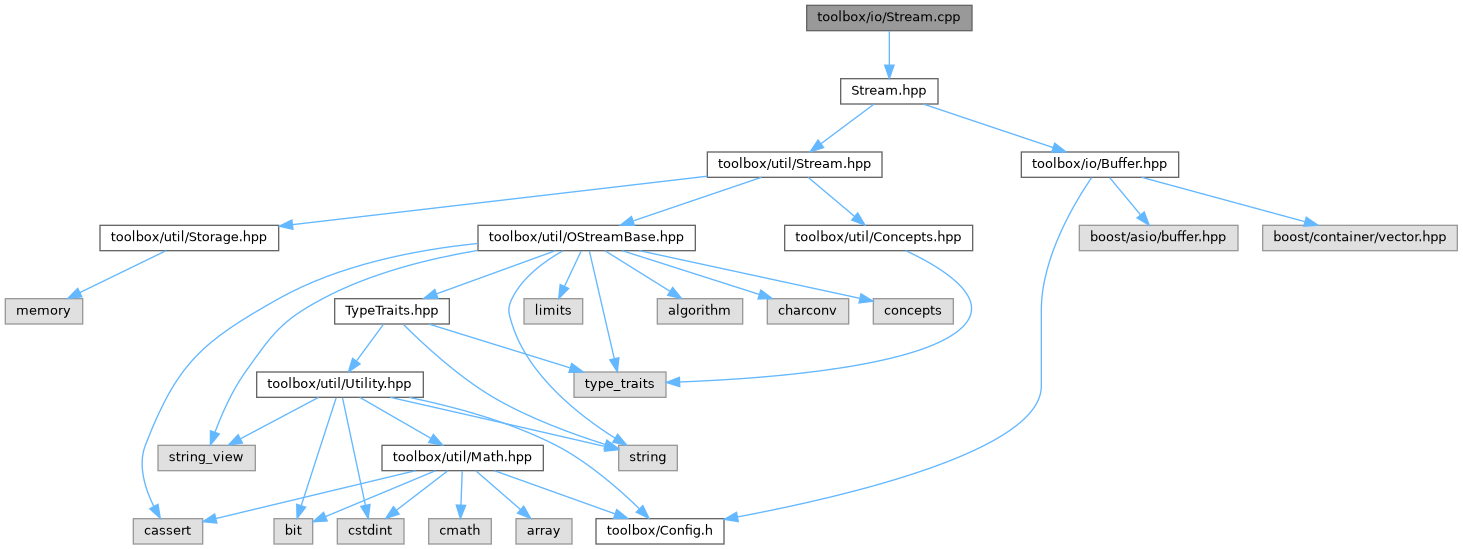 toolbox/io/Stream.cpp
Stream.hpp
toolbox/util/Stream.hpp
toolbox/io/Buffer.hpp
toolbox/util/Storage.hpp
toolbox/util/OStreamBase.hpp
toolbox/util/Concepts.hpp
boost/asio/buffer.hpp
boost/container/vector.hpp
memory
TypeTraits.hpp
limits
algorithm
charconv
concepts
toolbox/util/Utility.hpp
type_traits
string_view
toolbox/util/Math.hpp
string
cassert
bit
cstdint
cmath
array
toolbox/Config.h